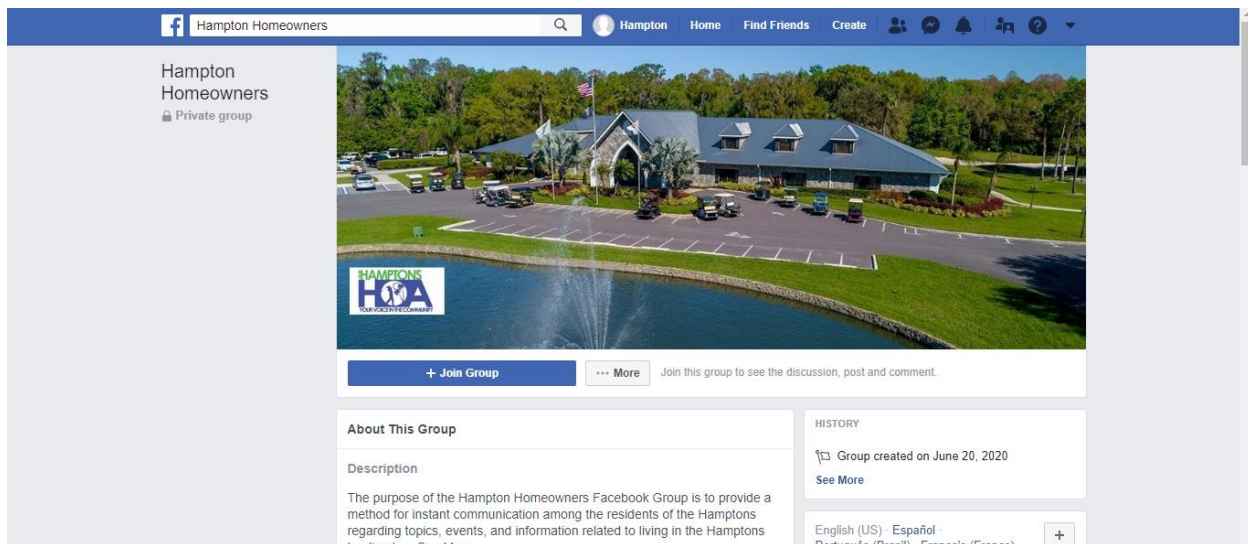 Hampton Homeowners
Hampton
Home
Find Friends
Create
Hampton
Homeowners
Private group
HAMPTONS
HOA
YOUR VOICE IN THE COMMUNITY
+ Join Group
··· More
Join this group to see the discussion, post and comment.
About This Group
Description
The purpose of the Hampton Homeowners Facebook Group is to provide a
method for instant communication among the residents of the Hamptons
regarding topics, events, and information related to living in the Hamptons
HISTORY
Group created on June 20, 2020
See More
English (US) · Español ·
Português (Brasil) · Français (France)
+